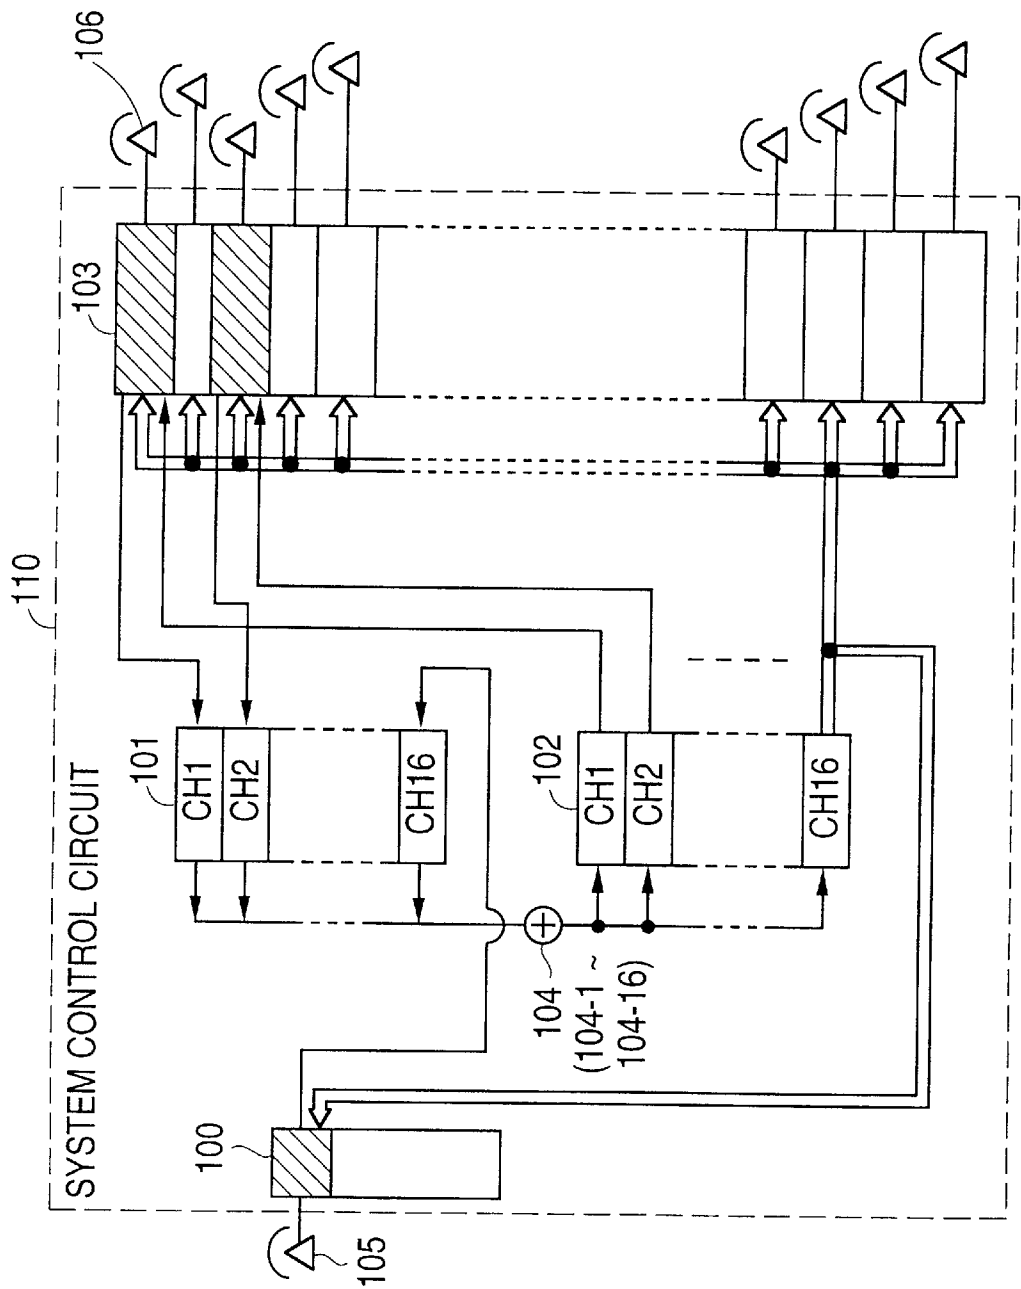 SYSTEM CONTROL CIRCUIT
110
100
105
101
CH1
CH2
CH16
104
(104-1 ~
104-16)
102
CH1
CH2
CH16
103
106